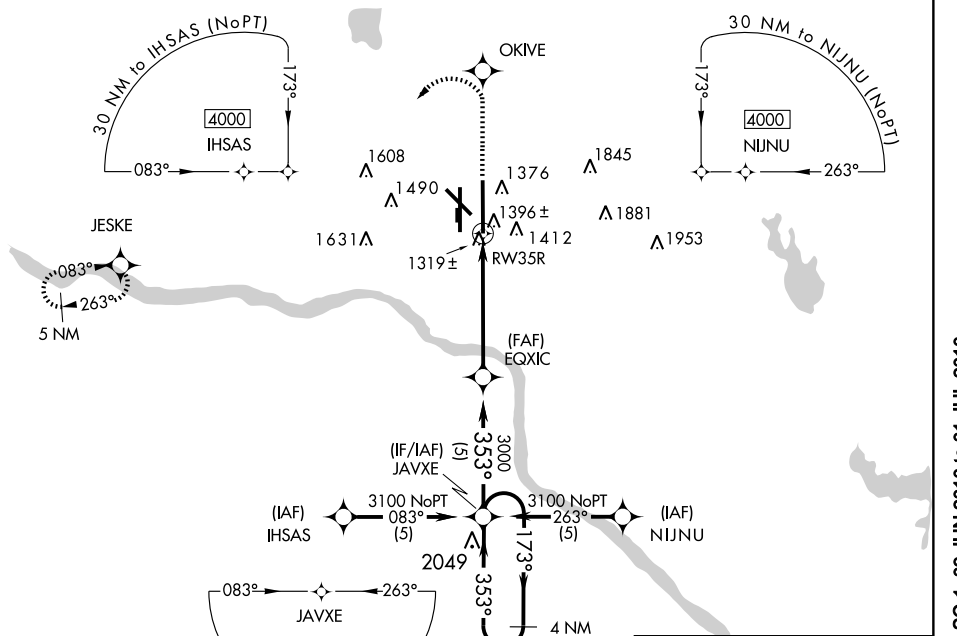 30 NM to IHSAS (NoPT)
173°
4000
IHSAS
083°
OKIVE
30 NM to NIJNU (NoPT)
173°
4000
NIJNU
263°
1608
1490
1376
1845
1396±
1881
1631
1412
1953
1319±
RW35R
JESKE
083°
263°
5 NM
(FAF)
EQXIC
3000
353°
(5)
(IF/IAF)
JAVXE
(IAF)
IHSAS
3100 NoPT
083°
(5)
3100 NoPT
263°
(5)
(IAF)
NIJNU
2049
173°
353°
4 NM
083°
263°
JAVXE